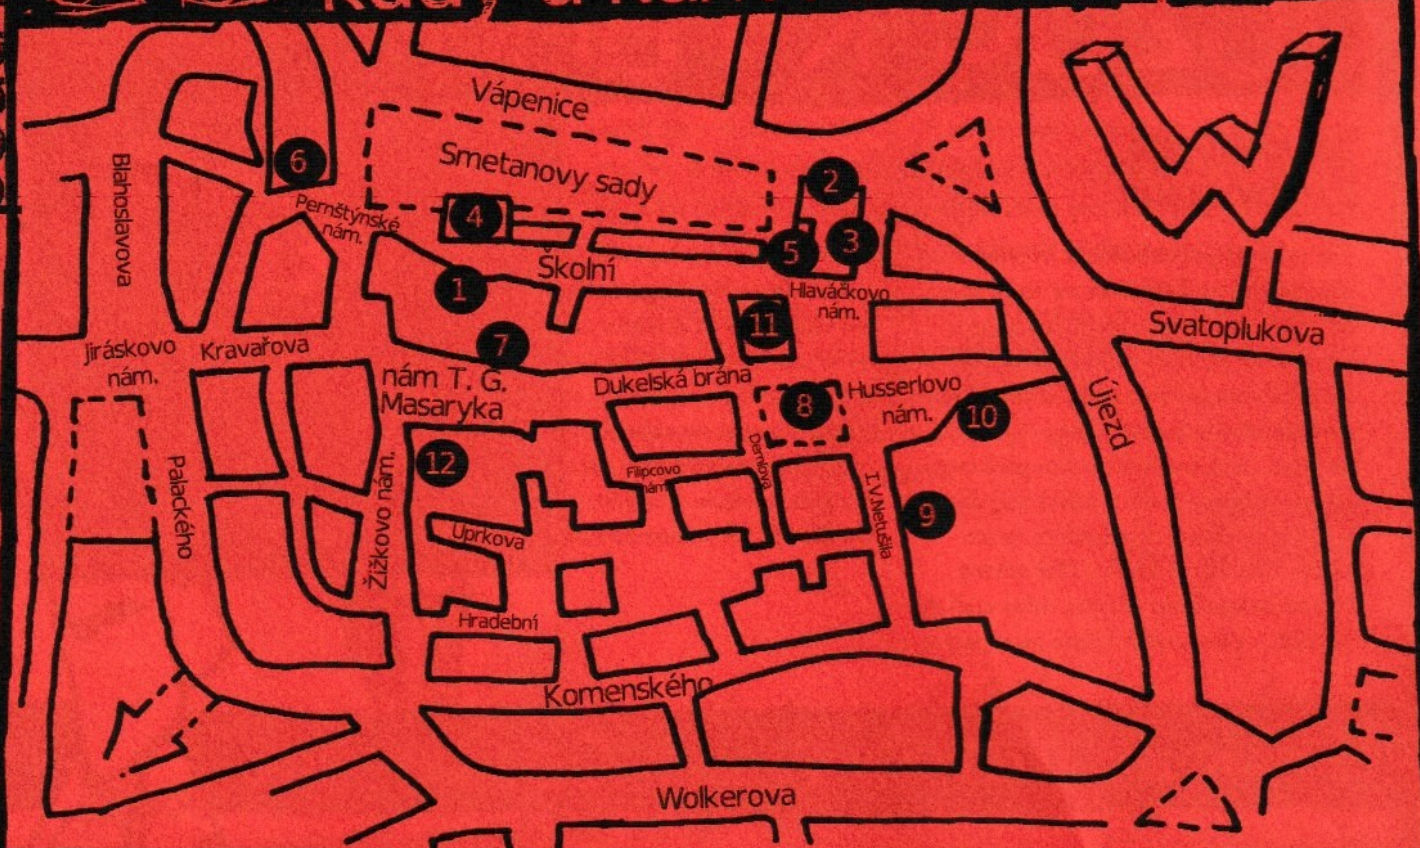 Vápenice
Smetanovy sady
2
6
Blahoslavova
Pernštýnské
nám.
4
3
5
Školní
1
Hlaváčkovo
nám.
11
Svatoplukova
7
Jiráskovo
nám.
Kravařova
nám T. G.
Masaryka
Dukelská brána
Husserlovo
nám.
8
10
Újezd
12
Filipcovo
nám.
Demlova
Palackého
Žižkovo nám.
I.V.Netušila
9
Uprkova
Hradební
Komenského
Wolkerova